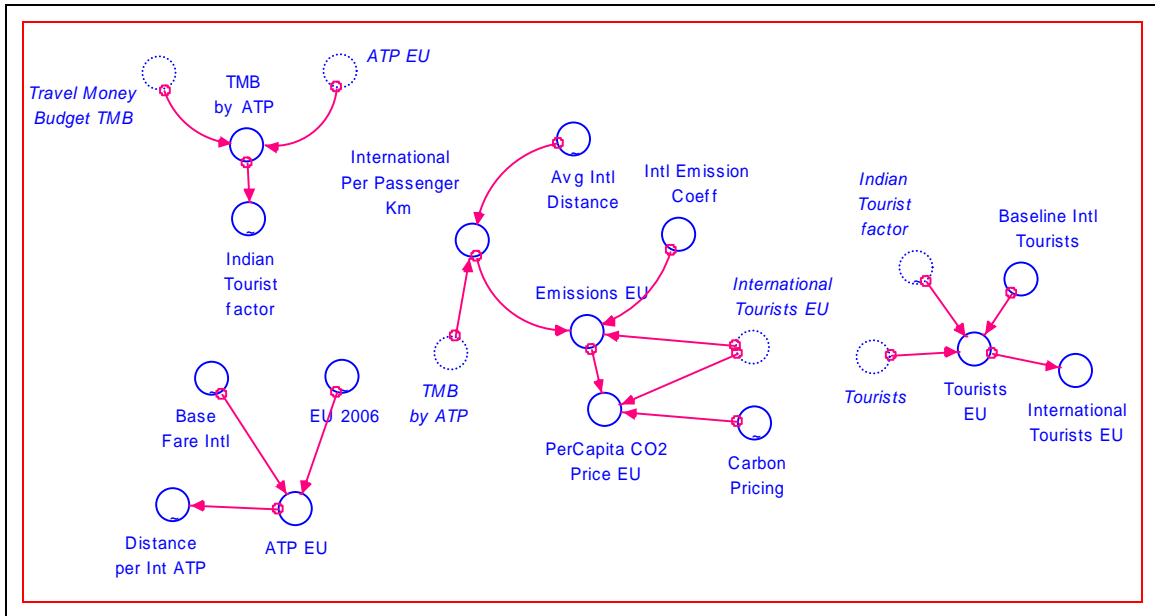 ATP EU
Travel Money
Budget TMB
TMB
by ATP
Indian
Tourist
factor
International
Per Passenger
Km
Avg Intl
Distance
Intl Emission
Coeff
Emissions EU
International
Tourists EU
TMB
by ATP
PerCapita CO2
Price EU
Carbon
Pricing
Indian
Tourist
factor
Baseline Intl
Tourists
Tourists
Tourists
EU
International
Tourists EU
Base
Fare Intl
EU 2006
Distance
per Int ATP
ATP EU